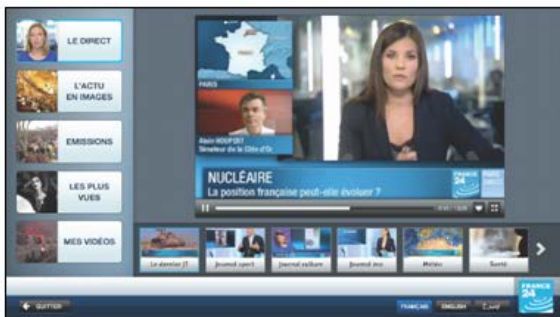 LE DIRECT
L'ACTU
EN IMAGES
EMISSIONS
LES PLUS
VUES
MES VIDÉOS
PARIS
Alain HOUPERT
Sénateur de la Côte d'Or
NUCLÉAIRE
La position française peut-elle évoluer ?
FRANCE
24
PARIS
Le dernier JT
Journal sport
Journal culture
Journal éco
Météo
Santé
QUITTER
FRANÇAIS
ENGLISH
FRANCE
24